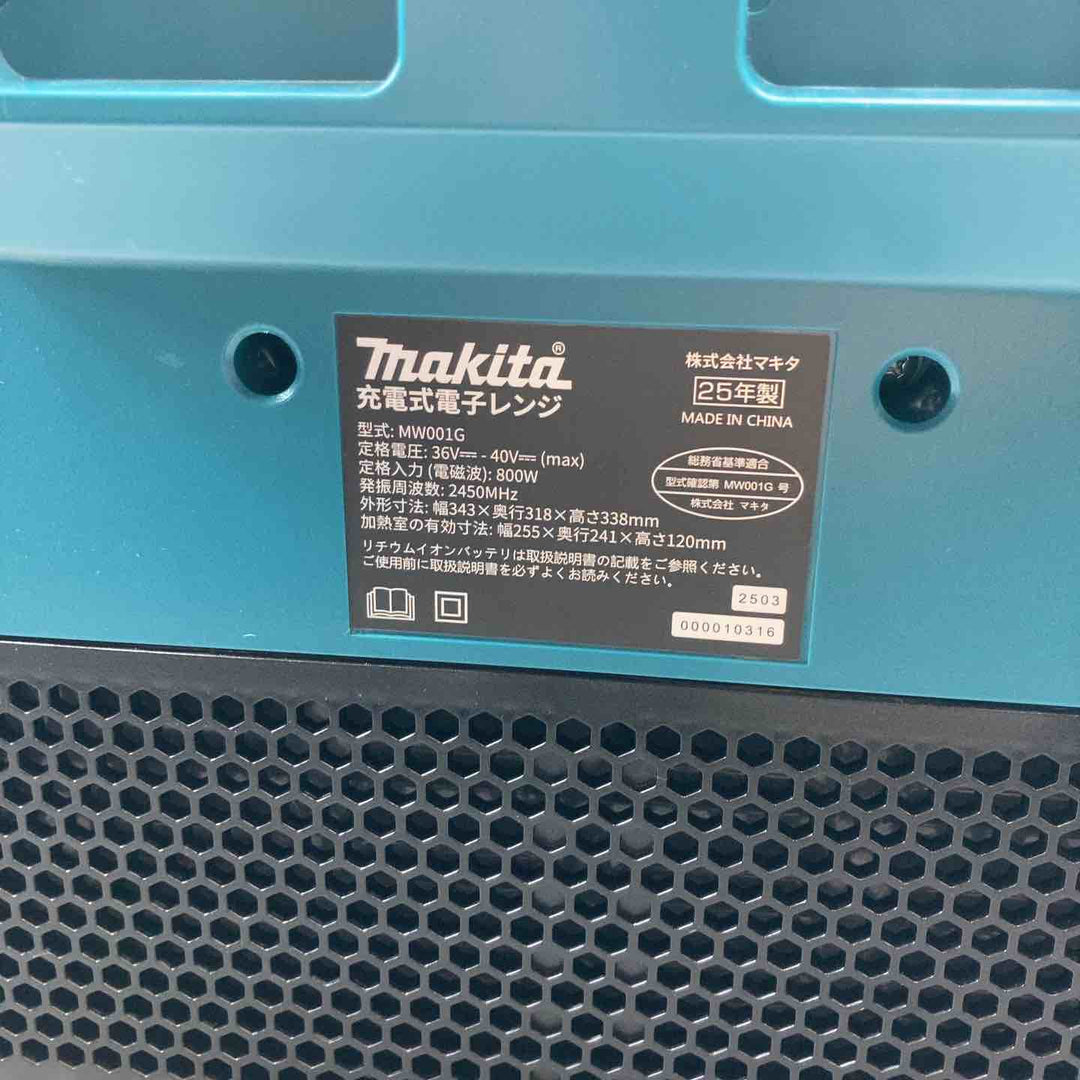 makita®
充電式電子レンジ
株式会社マキタ
25年製
MADE IN CHINA
型式: MW001G
定格電圧: 36V⎓ - 40V⎓ (max)
定格入力 (電磁波): 800W
発振周波数: 2450MHz
外形寸法: 幅343×奥行318×高さ338mm
加熱室の有効寸法: 幅255×奥行241×高さ120mm
総務省基準適合
型式確認第 MW001G 号
株式会社 マキタ
リチウムイオンバッテリは取扱説明書の記載をご参照ください。
ご使用前に取扱説明書を必ずよくお読みください。
2503
000010316